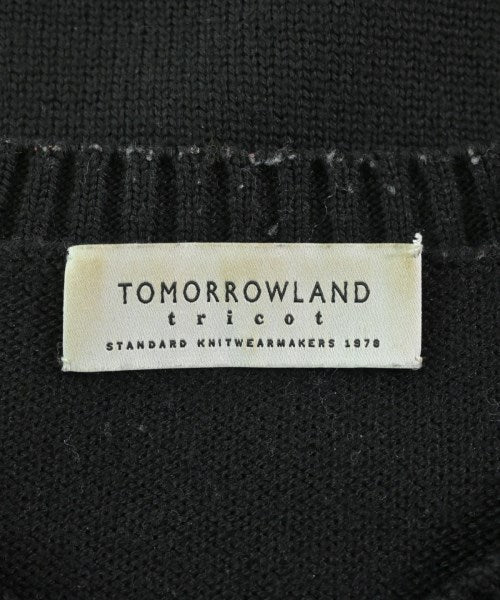 TOMORROWLAND
tricot
STANDARD KNITWEARMAKERS 1978